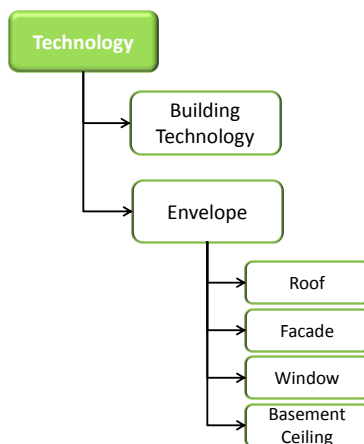 Technology
Building
Technology
Envelope
Roof
Facade
Window
Basement
Ceiling